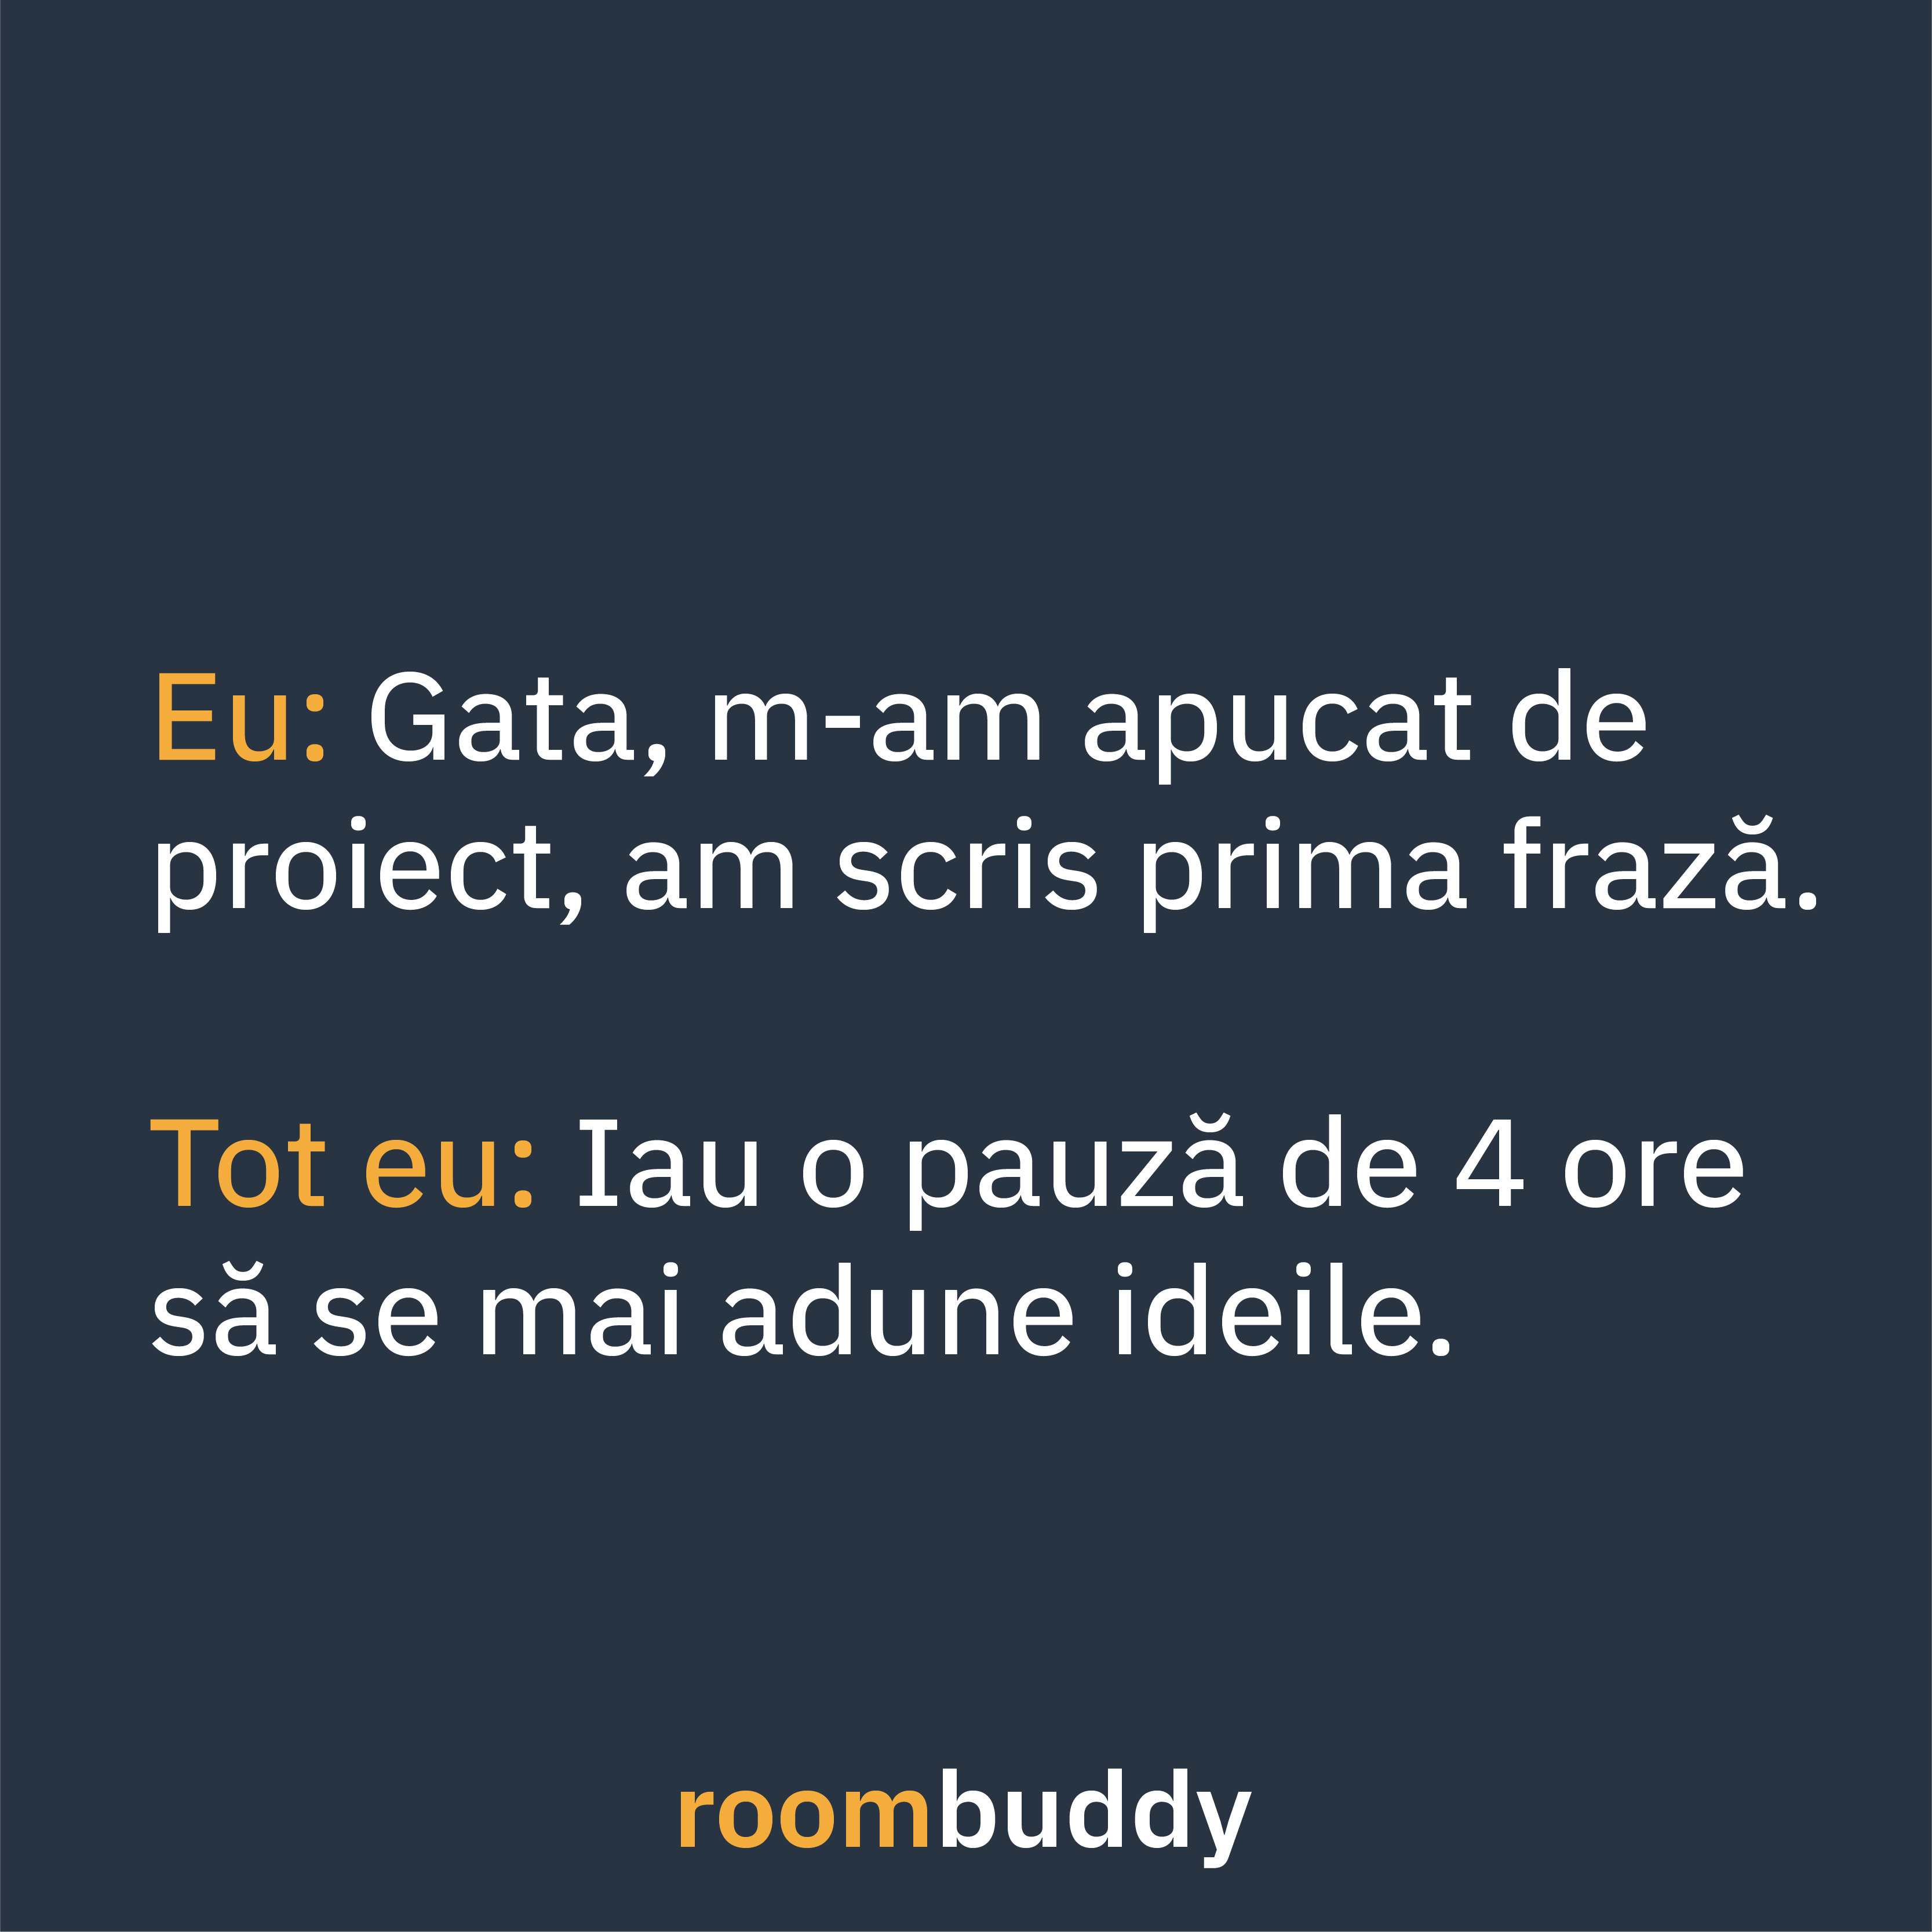 Eu: Gata, m-am apucat de
proiect, am scris prima frază.
Tot eu: Iau o pauză de 4 ore
să se mai adune ideile.
roombuddy